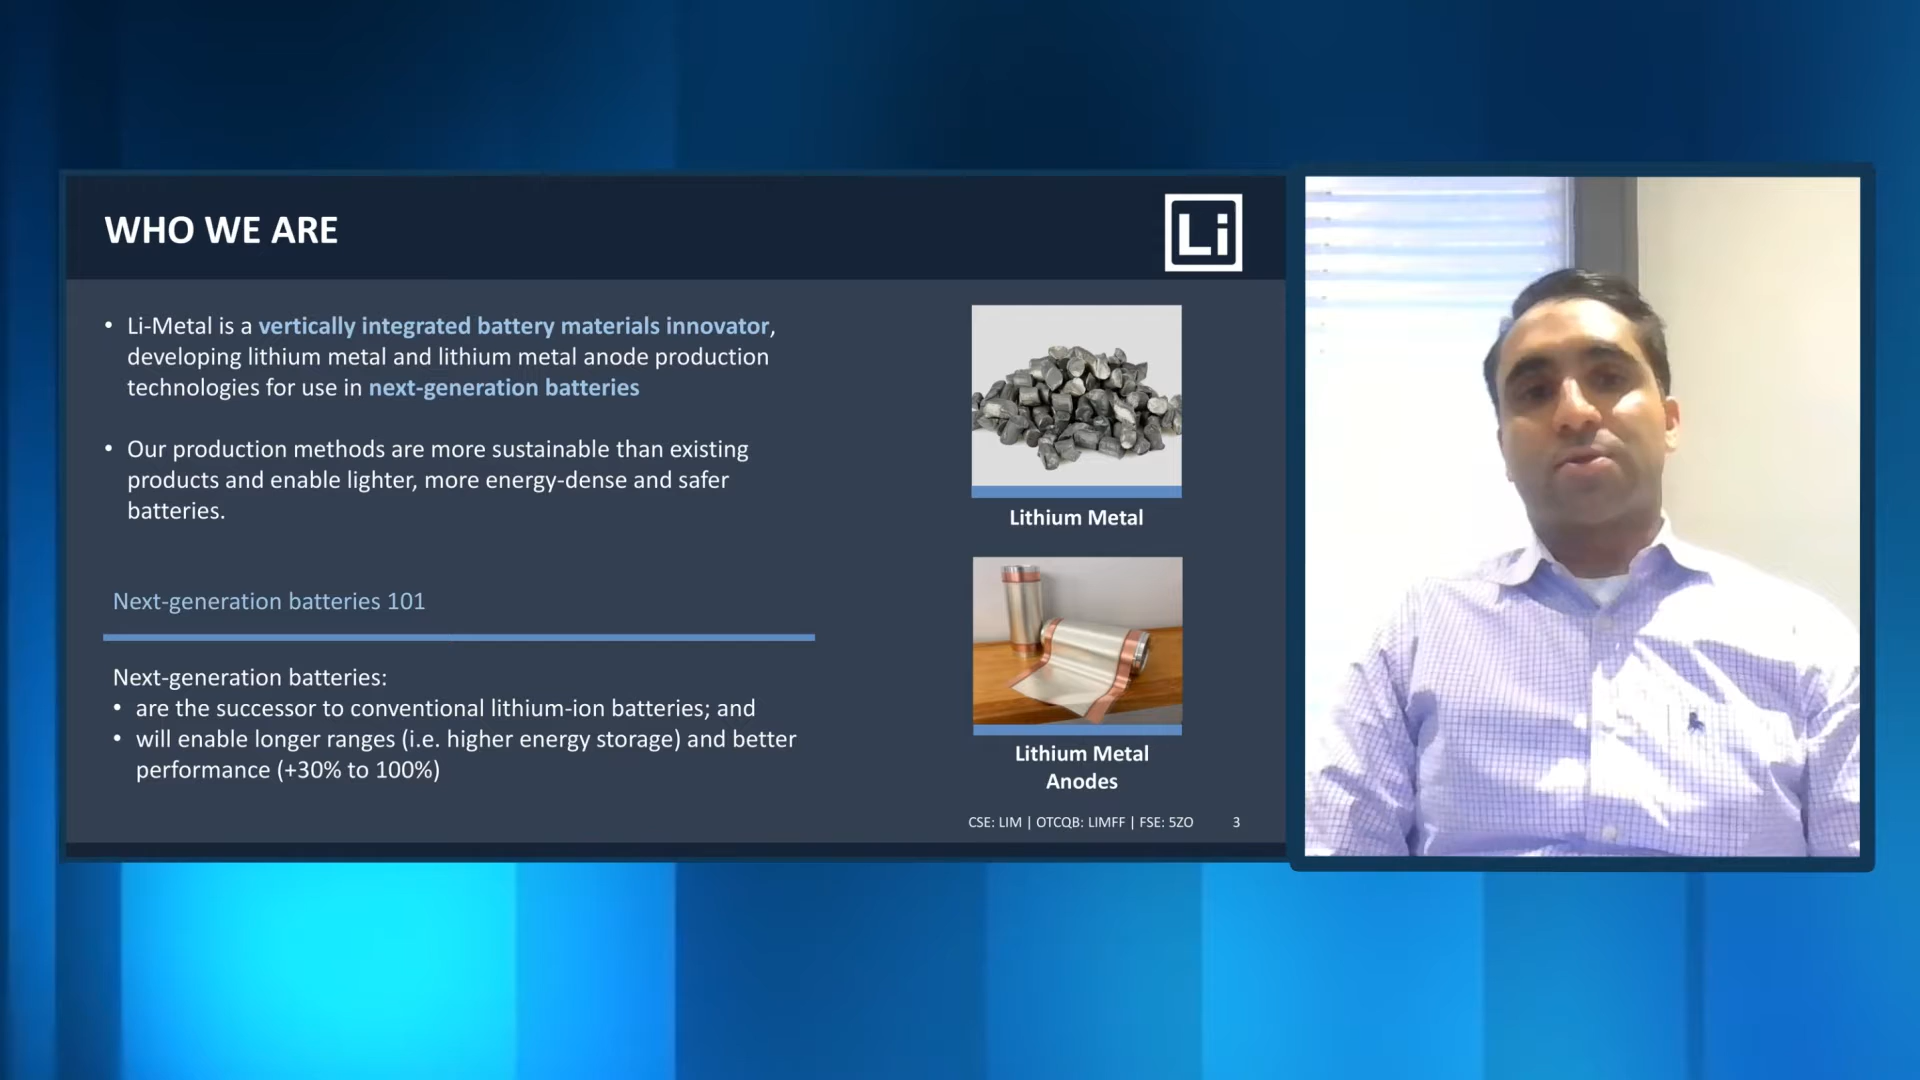 WHO WE ARE
Li
• Li-Metal is a vertically integrated battery materials innovator,
developing lithium metal and lithium metal anode production
technologies for use in next-generation batteries
• Our production methods are more sustainable than existing
products and enable lighter, more energy-dense and safer
batteries.
Next-generation batteries 101
Next-generation batteries:
• are the successor to conventional lithium-ion batteries; and
• will enable longer ranges (i.e. higher energy storage) and better
performance (+30% to 100%)
Lithium Metal
Lithium Metal
Anodes
CSE: LIM | OTCQB: LIMFF | FSE: 5ZO 3